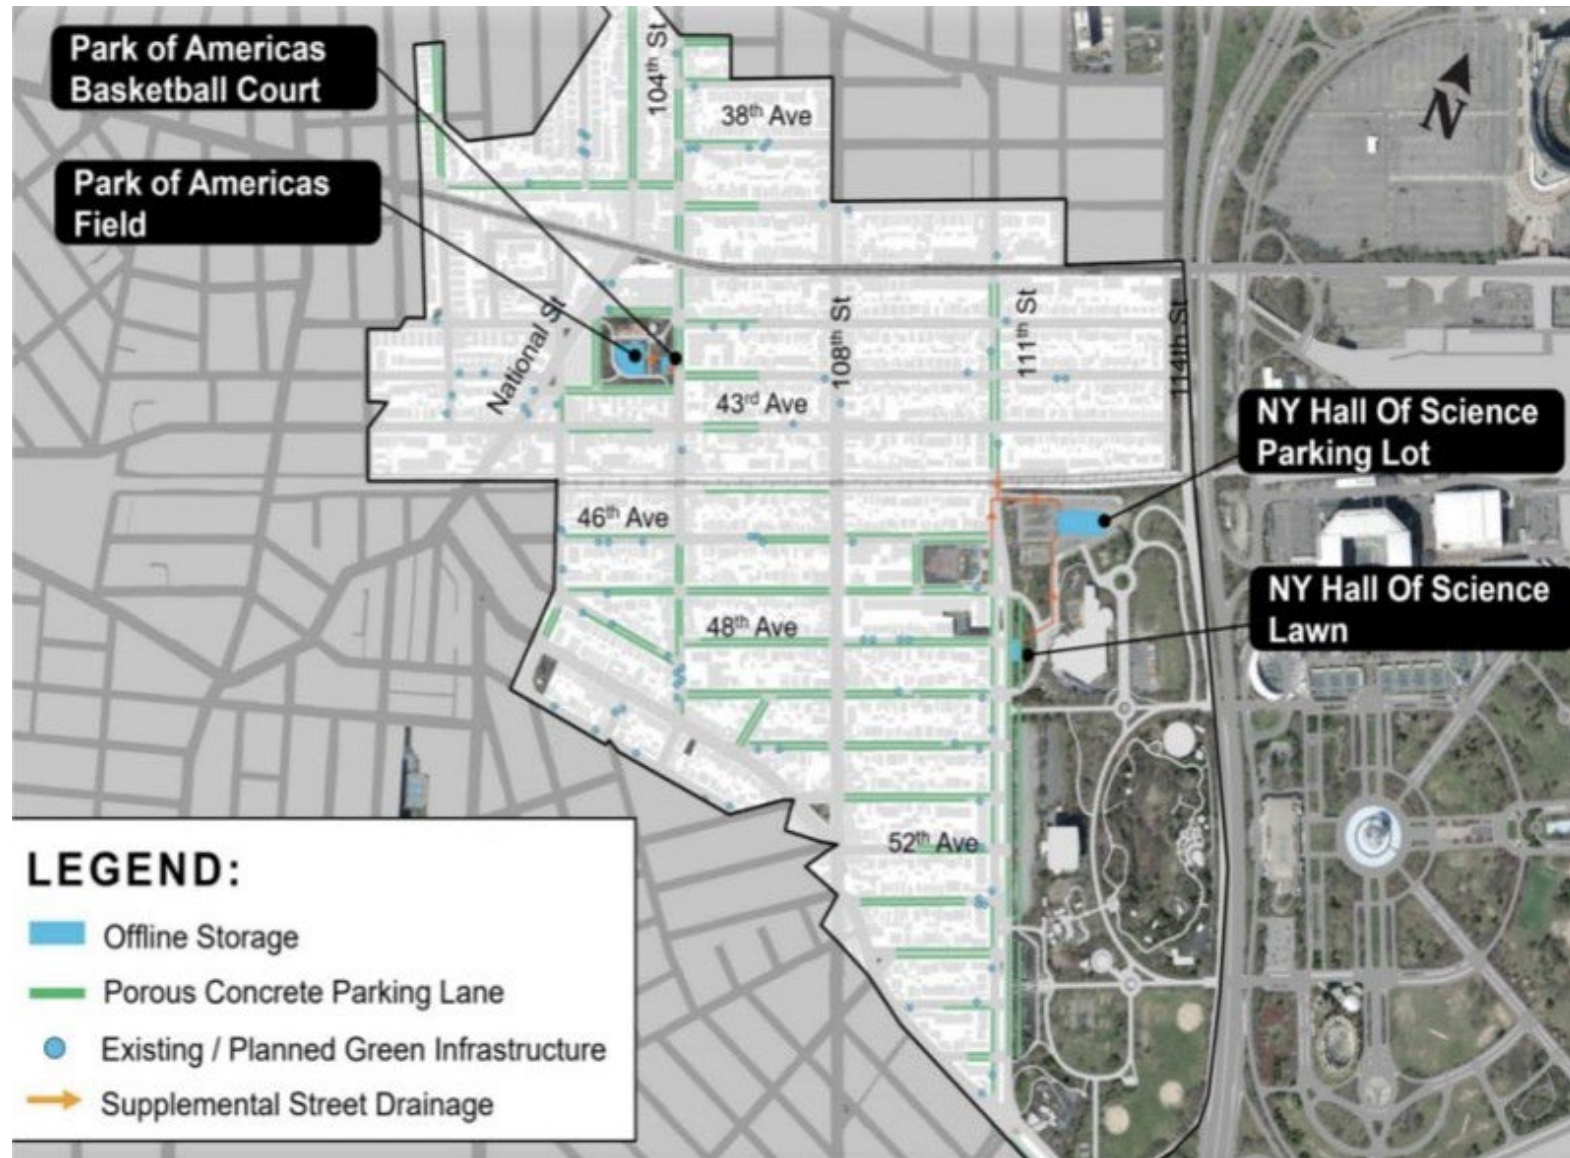 Park of Americas
Basketball Court
104th St
38th Ave
N
Park of Americas
Field
National St
108th St
111th St
114th St
43rd Ave
NY Hall Of Science
Parking Lot
46th Ave
NY Hall Of Science
Lawn
48th Ave
52th Ave
LEGEND:
Offline Storage
Porous Concrete Parking Lane
Existing / Planned Green Infrastructure
Supplemental Street Drainage